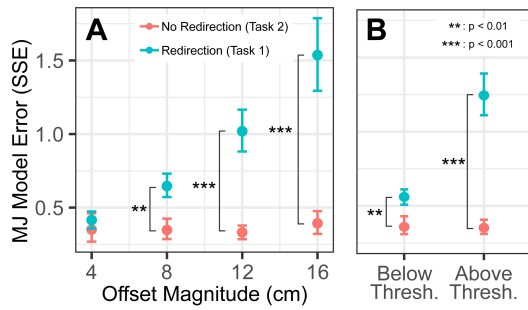 A
No Redirection (Task 2)
Redirection (Task 1)
B
**: p < 0.01
***: p < 0.001
MJ Model Error (SSE)
1.5
1.0
0.5
**
***
***
**
***
4
8
12
16
Offset Magnitude (cm)
Below
Thresh.
Above
Thresh.